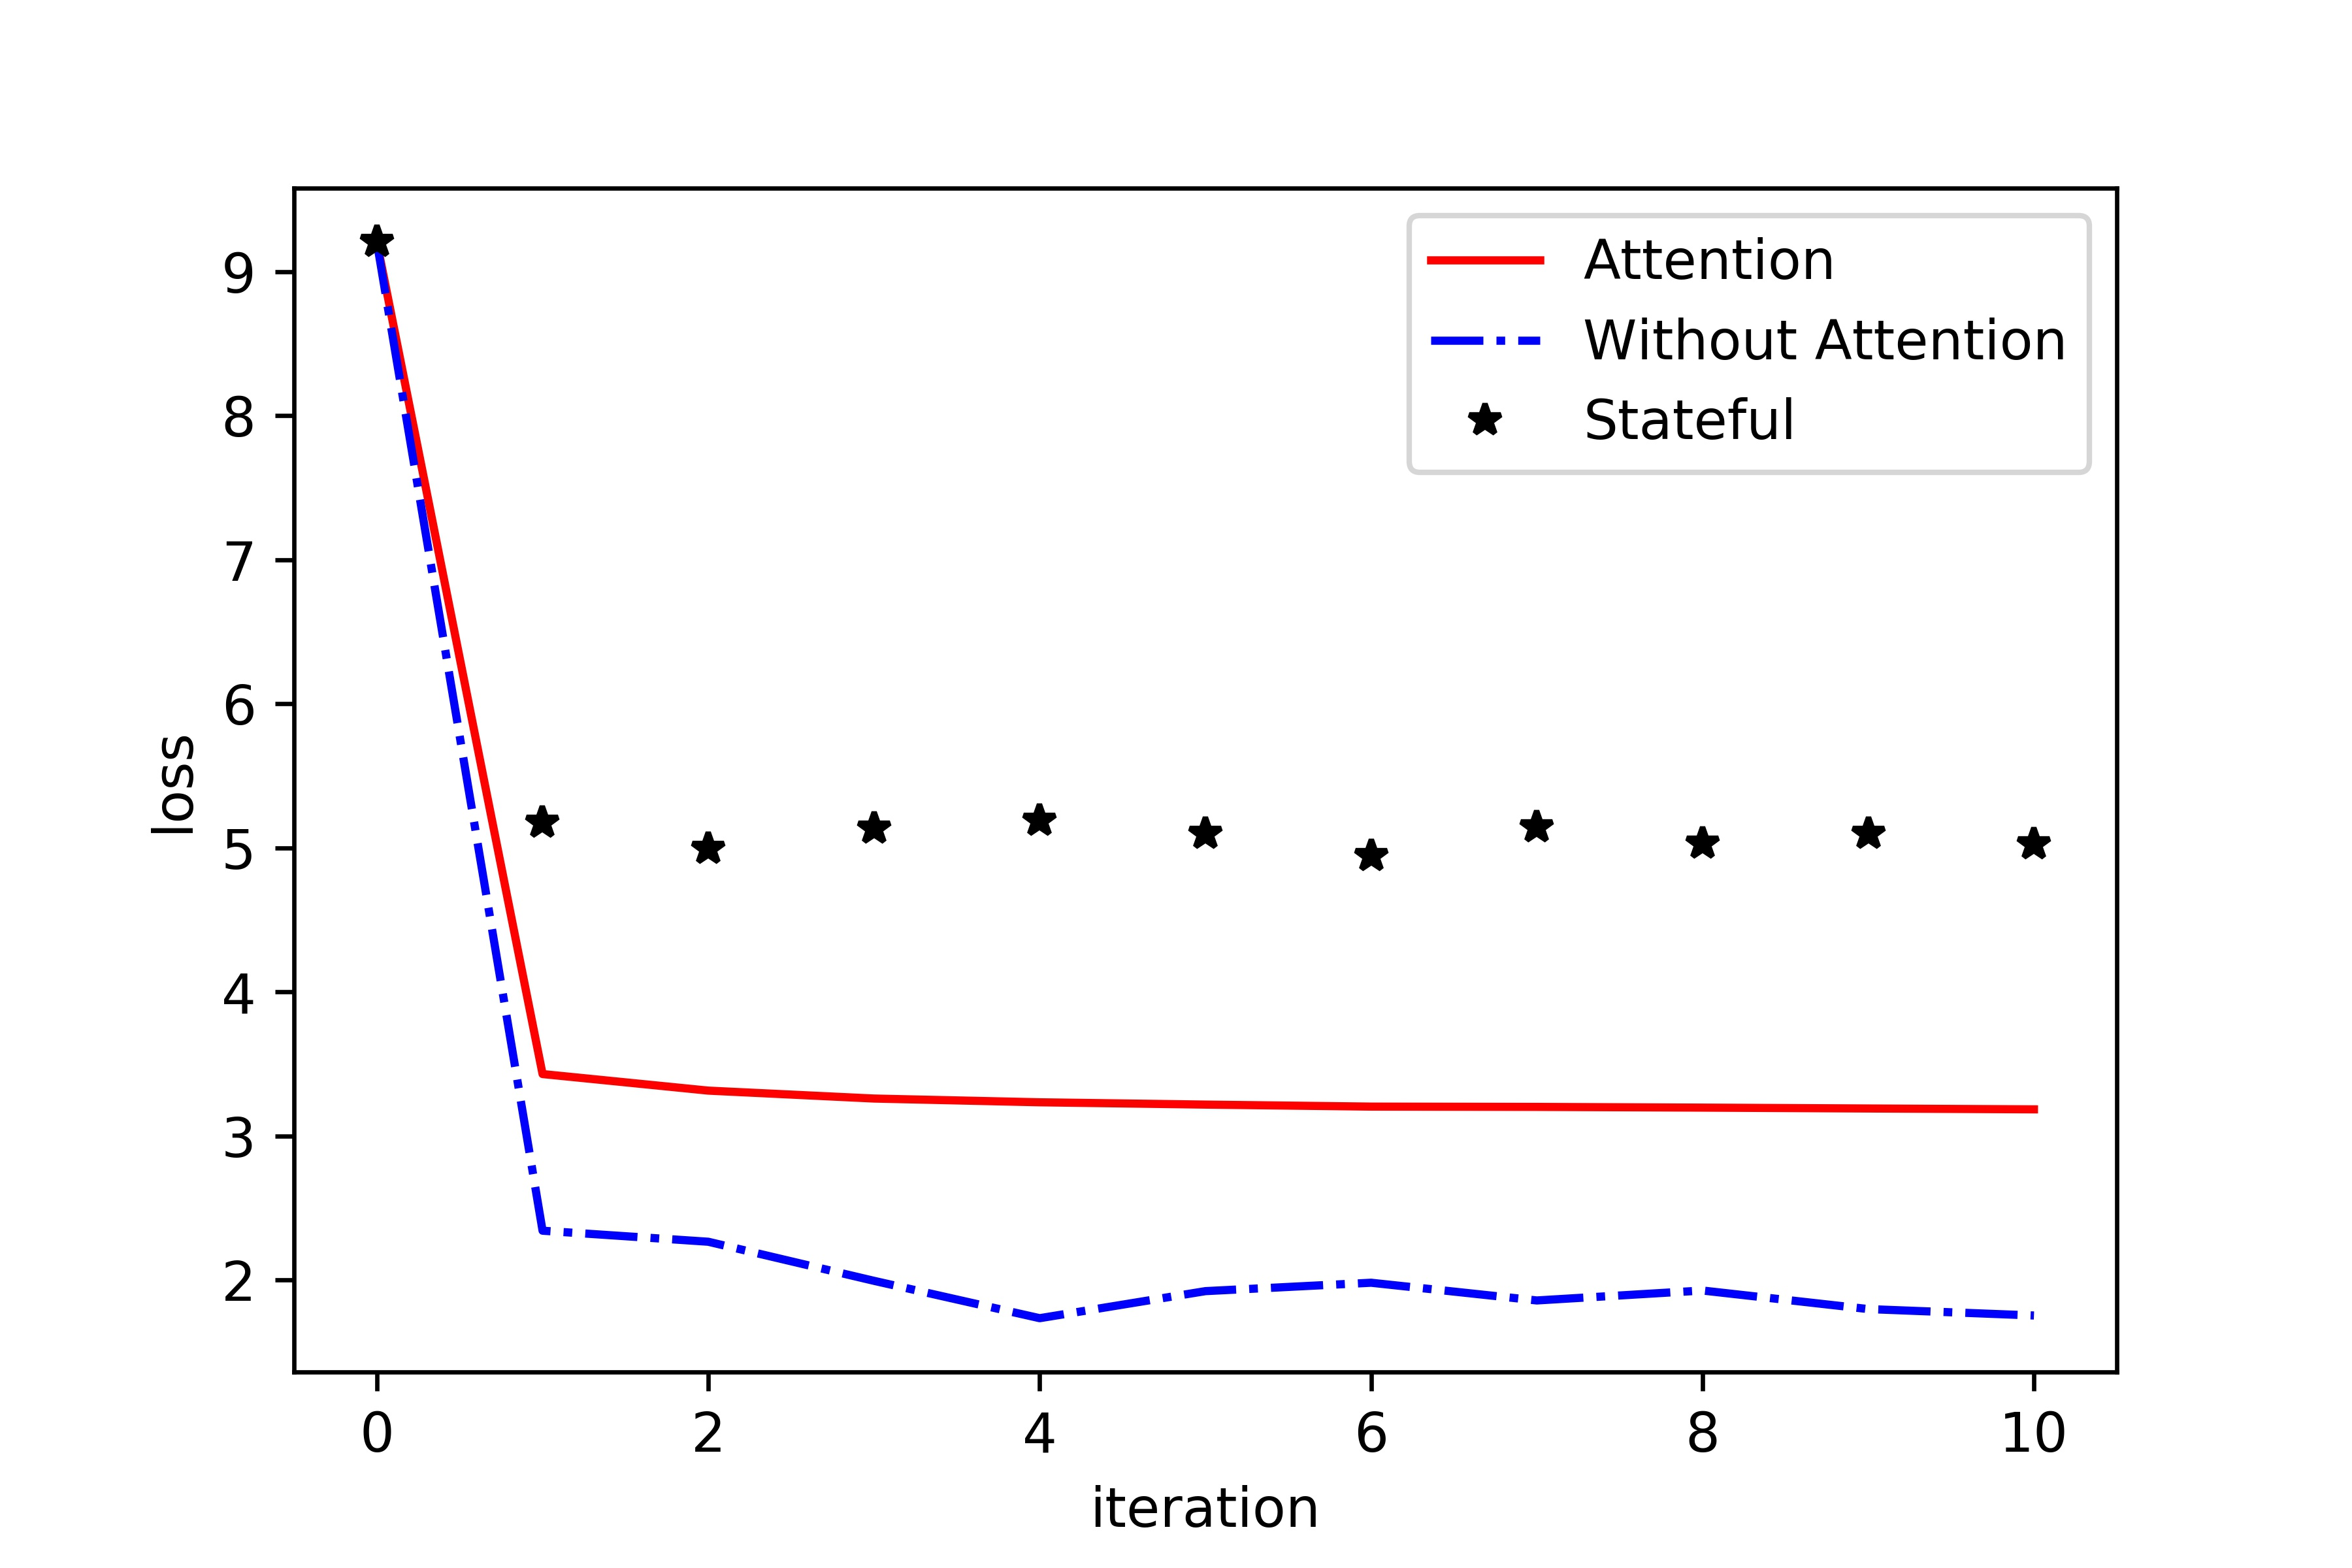 Attention
Without Attention
Stateful
9
8
7
6
5
4
3
2
loss
0 2 4 6 8 10
iteration